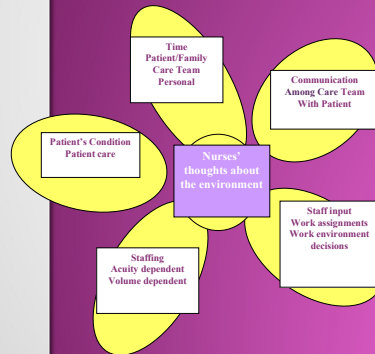 Time
Patient/Family
Care Team
Personal
Communication
Among Care Team
With Patient
Patient's Condition
Patient care
Nurses'
thoughts about
the environment
Staff input
Work assignments
Work environment
decisions
Staffing
Acuity dependent
Volume dependent